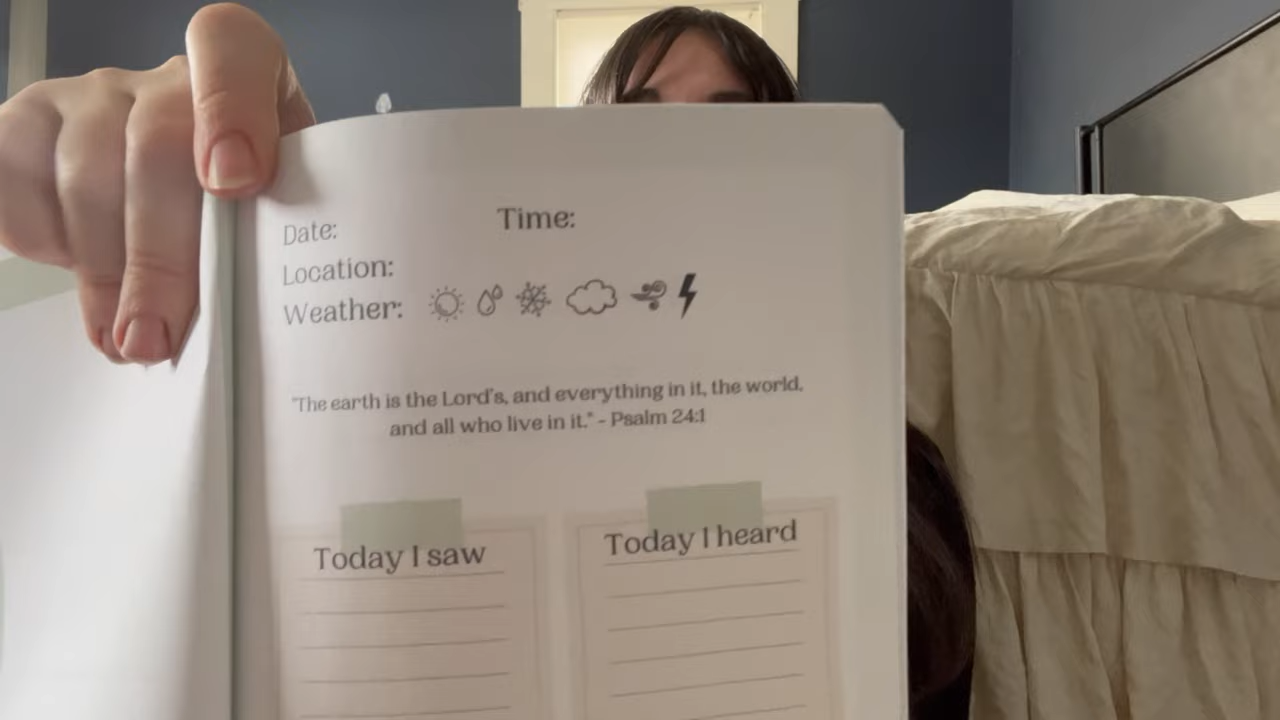 Date:
Time:
Location:
Weather:
"The earth is the Lord's, and everything in it, the world,
and all who live in it." - Psalm 24:1
Today I saw
Today I heard